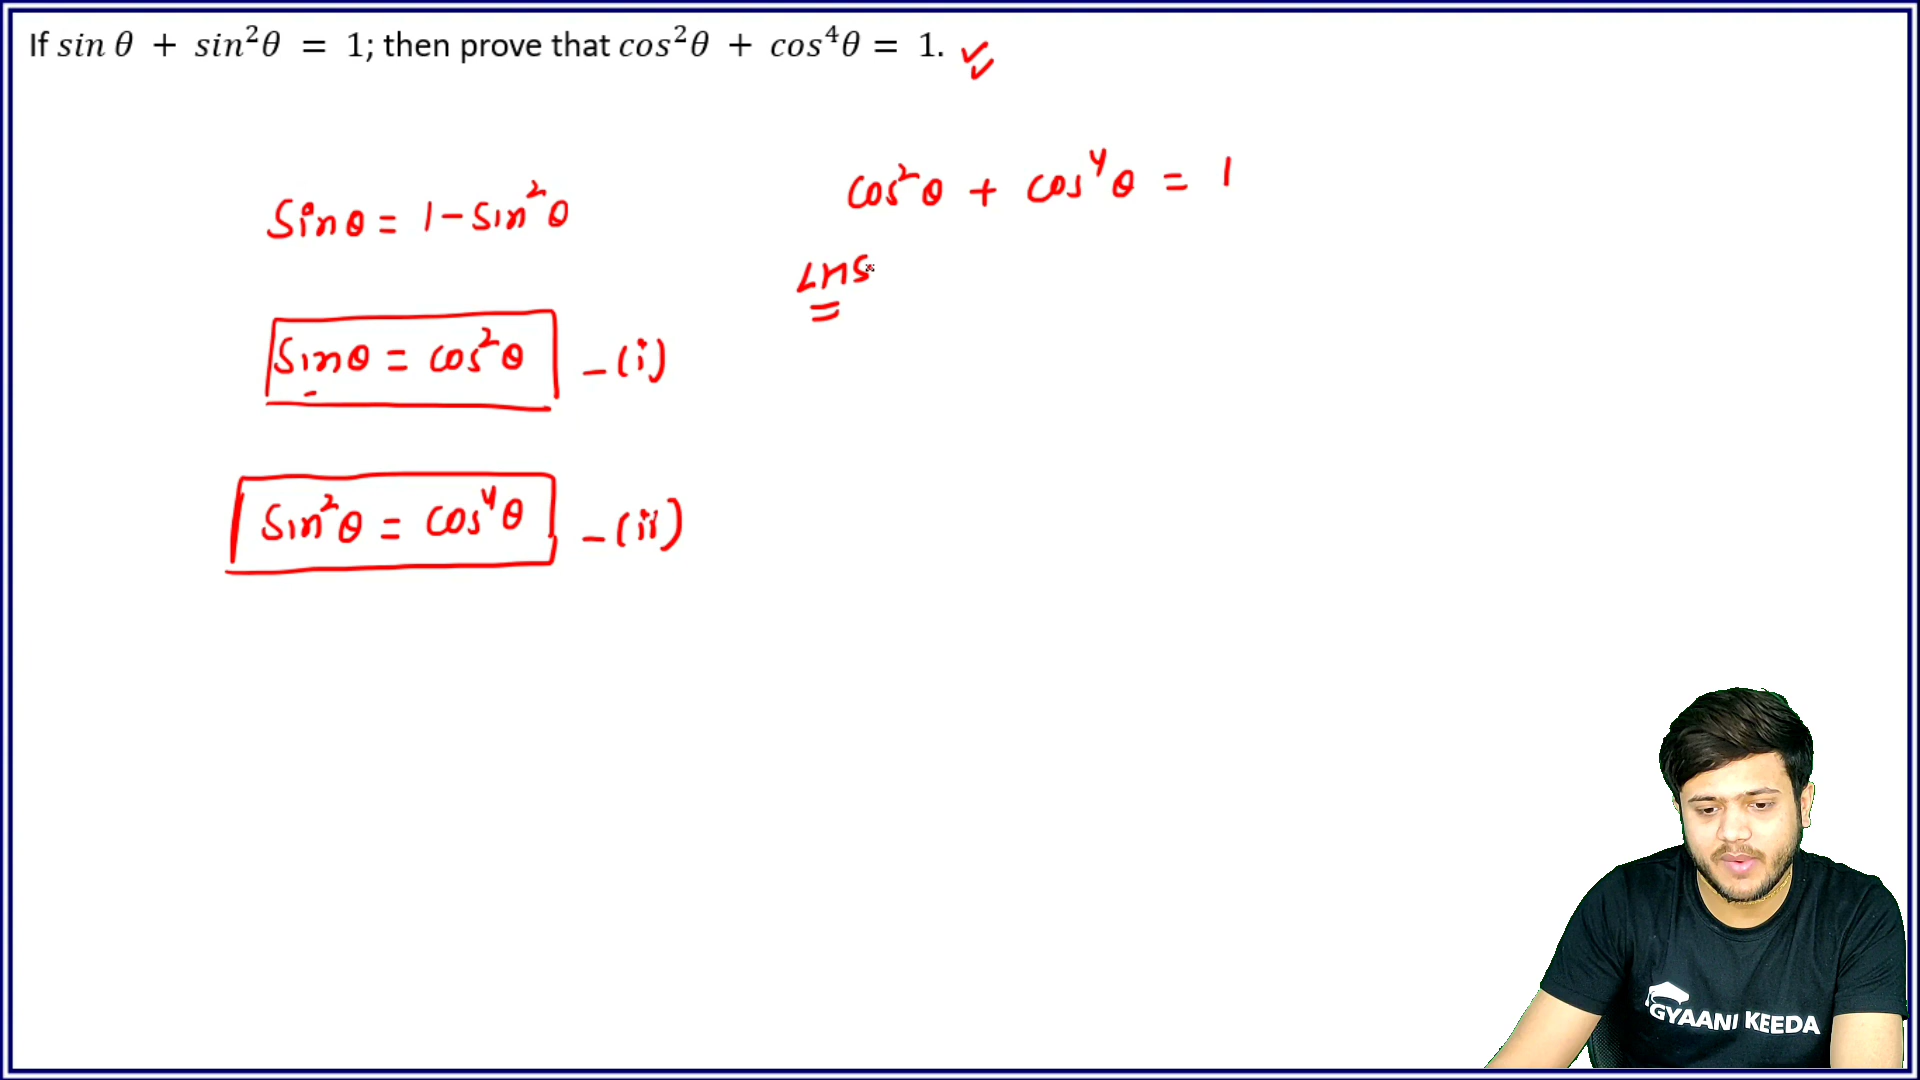 If sin θ + sin²θ = 1; then prove that cos²θ + cos⁴θ = 1.
Sinθ = 1 - sin²θ
Sinθ = cos²θ - (i)
Sin²θ = cos⁴θ - (ii)
cos²θ + cos⁴θ = 1
LHS
GYAANI KEEDA